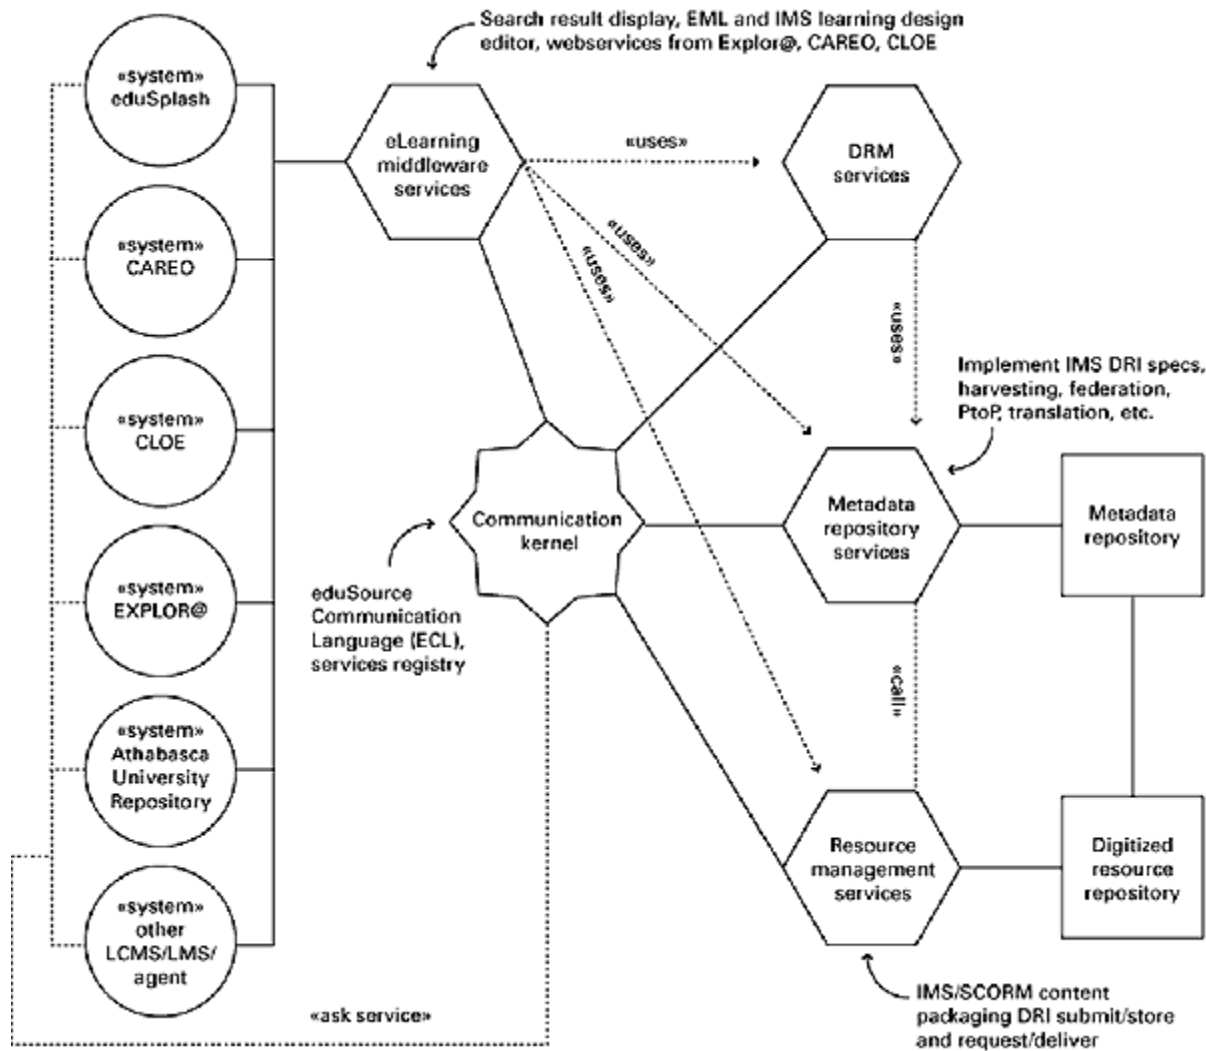 Search result display, EML and IMS learning design
editor, webservices from Explor@, CAREO, CLOE
«system»
eduSplash
eLearning
middleware
services
«uses»
DRM
services
«system»
CAREO
«uses»
«uses»
«uses»
Implement IMS DRI specs,
harvesting, federation,
PtoP, translation, etc.
«system»
CLOE
Communication
kernel
Metadata
repository
services
Metadata
repository
«system»
EXPLOR@
eduSource
Communication
Language (ECL),
services registry
«call»
«system»
Athabasca
University
Repository
Resource
management
services
Digitized
resource
repository
«system»
other
LCMS/LMS/
agent
«ask service»
IMS/SCORM content
packaging DRI submit/store
and request/deliver